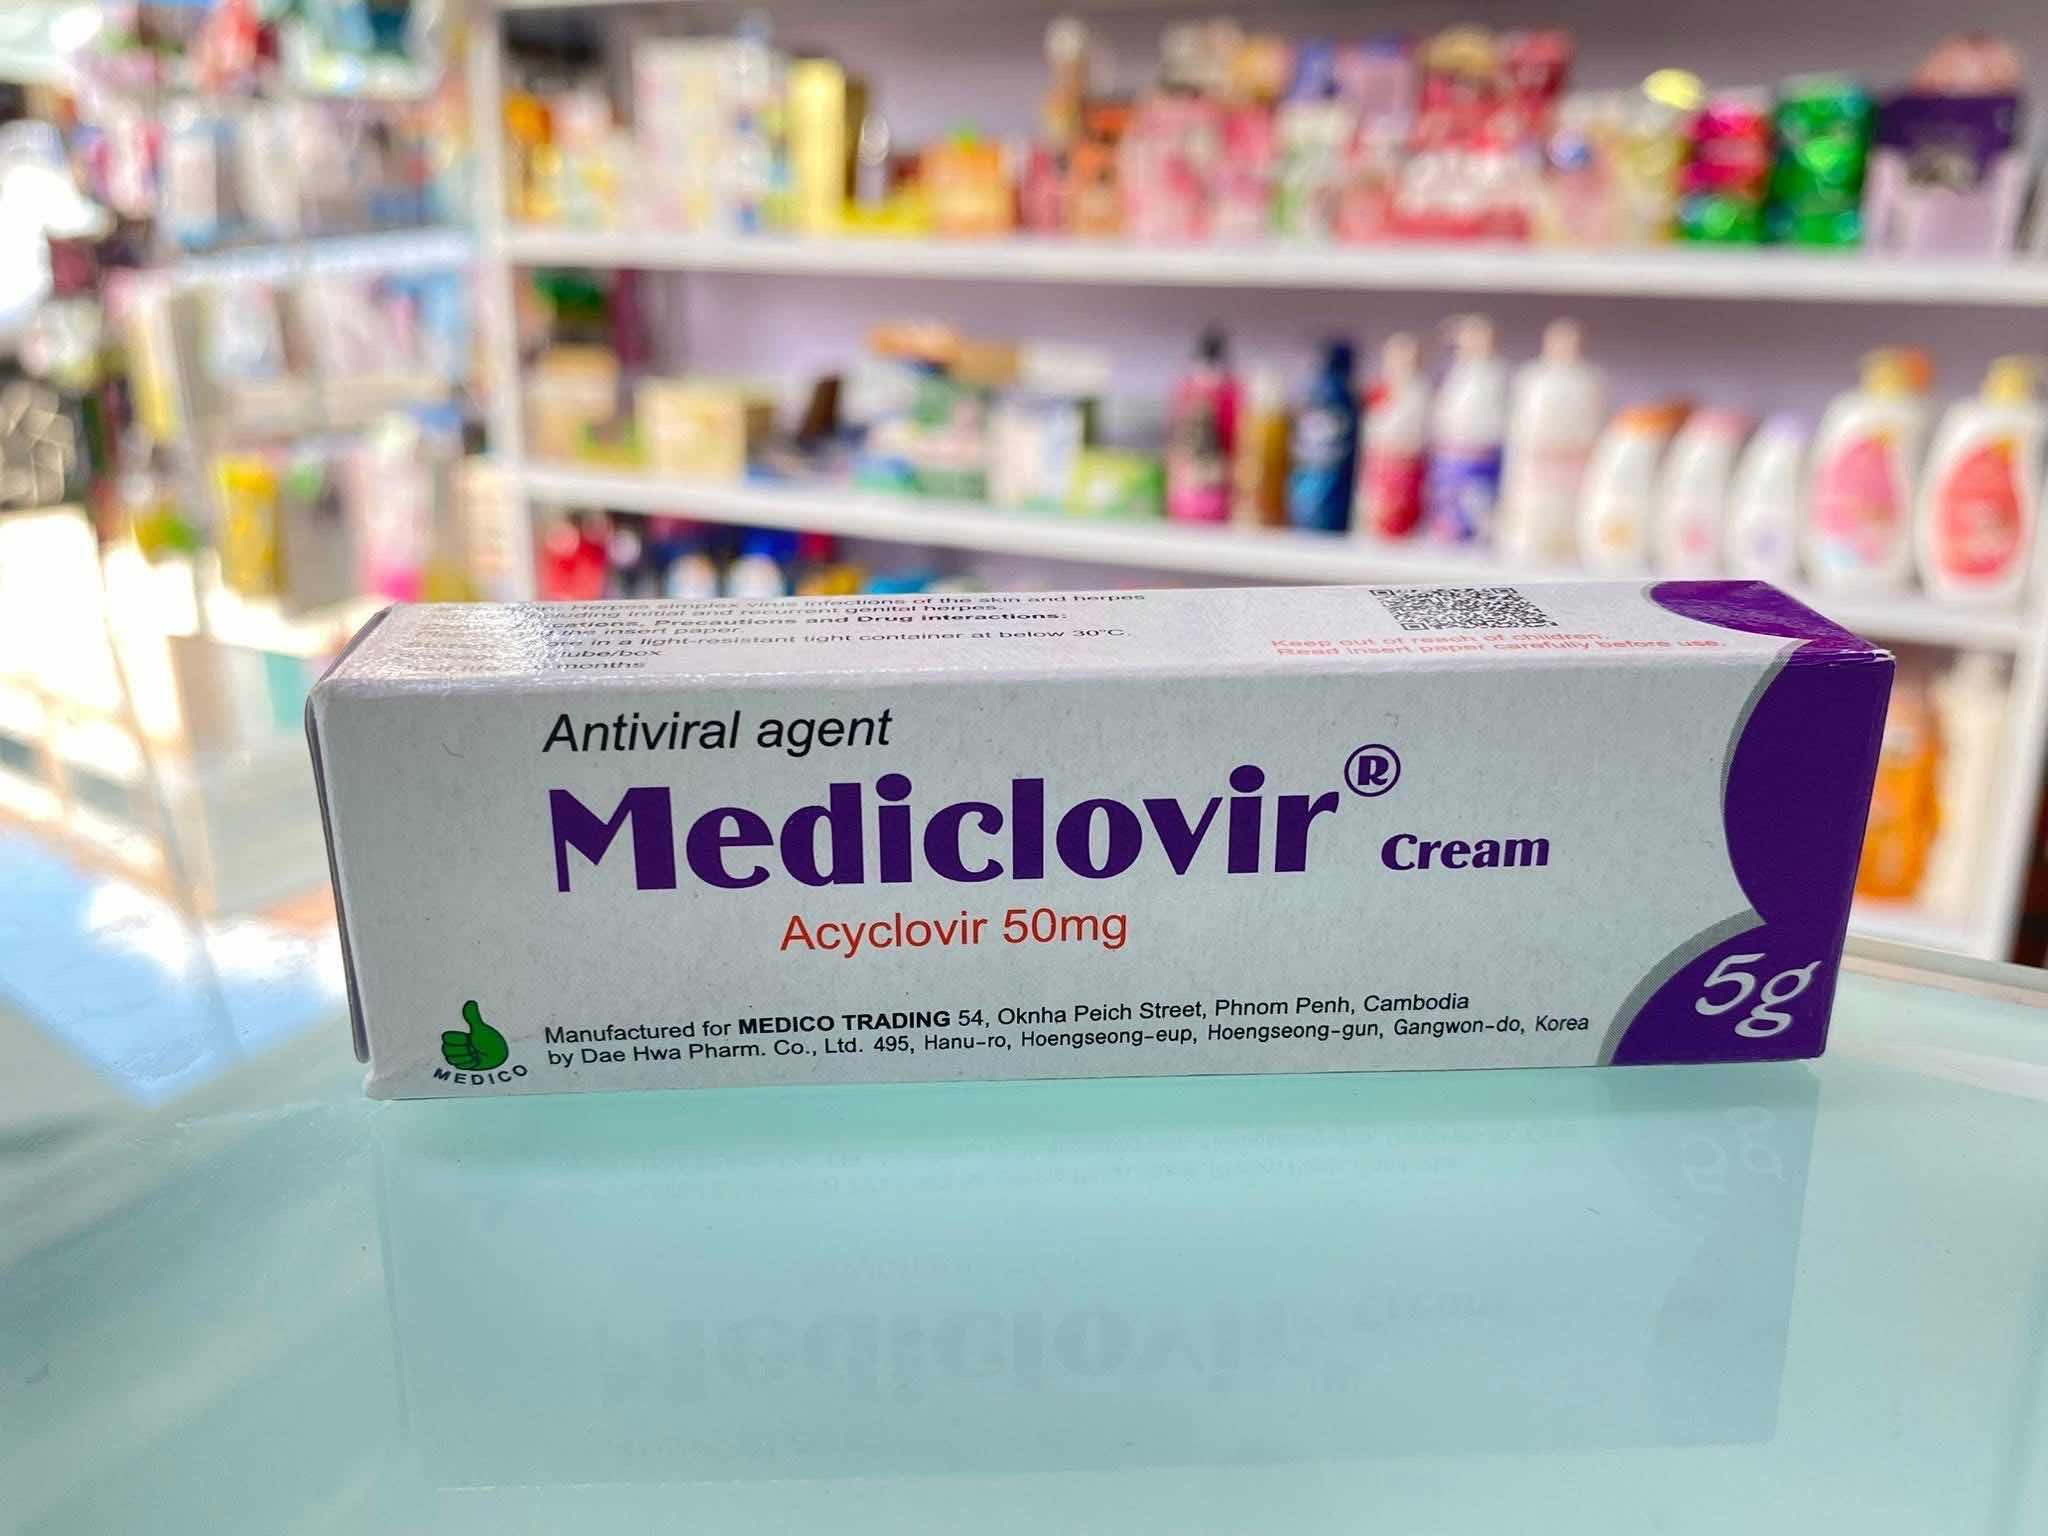 Herpes simplex virus infections of the skin and herpes
initial and recurrent genital herpes.
Precautions and Drug interactions:
the insert paper.
in a light-resistant tight container at below 30°C.
tube/box
months
Keep out of reach of children.
Read insert paper carefully before use.
Antiviral agent
Mediclovir® Cream
Acyclovir 50mg
5g
MEDICO
Manufactured for MEDICO TRADING 54, Oknha Peich Street, Phnom Penh, Cambodia
by Dae Hwa Pharm. Co., Ltd. 495, Hanu-ro, Hoengseong-eup, Hoengseong-gun, Gangwon-do, Korea